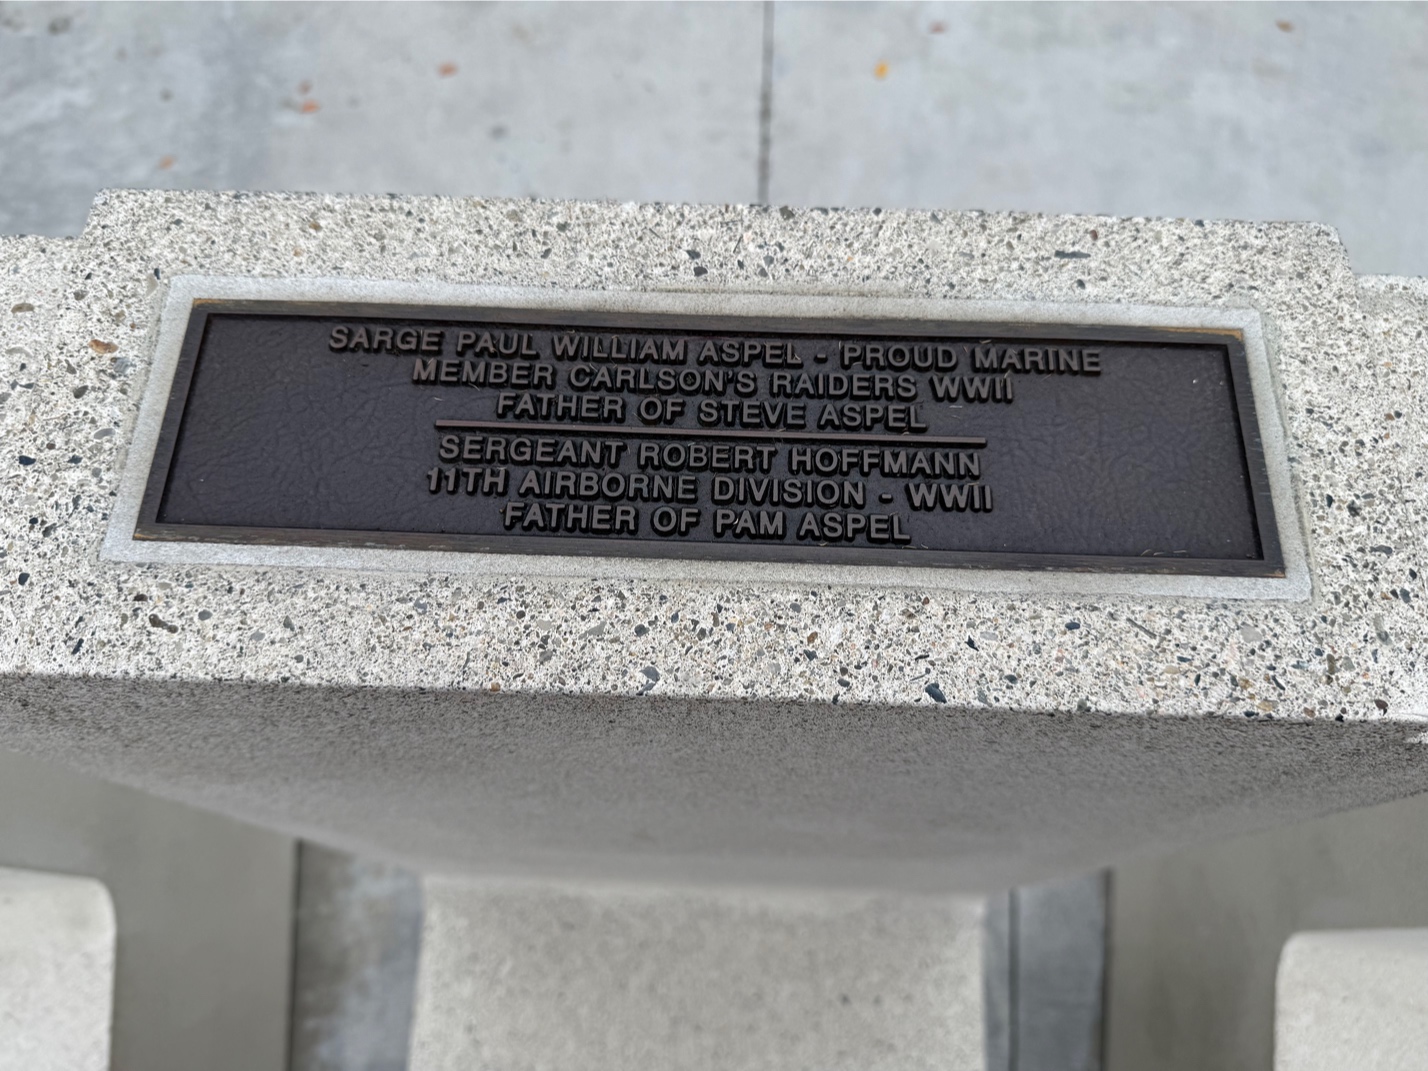 SARGE PAUL WILLIAM ASPEL - PROUD MARINE
MEMBER CARLSON'S RAIDERS WWII
FATHER OF STEVE ASPEL
SERGEANT ROBERT HOFFMANN
11TH AIRBORNE DIVISION - WWII
FATHER OF PAM ASPEL